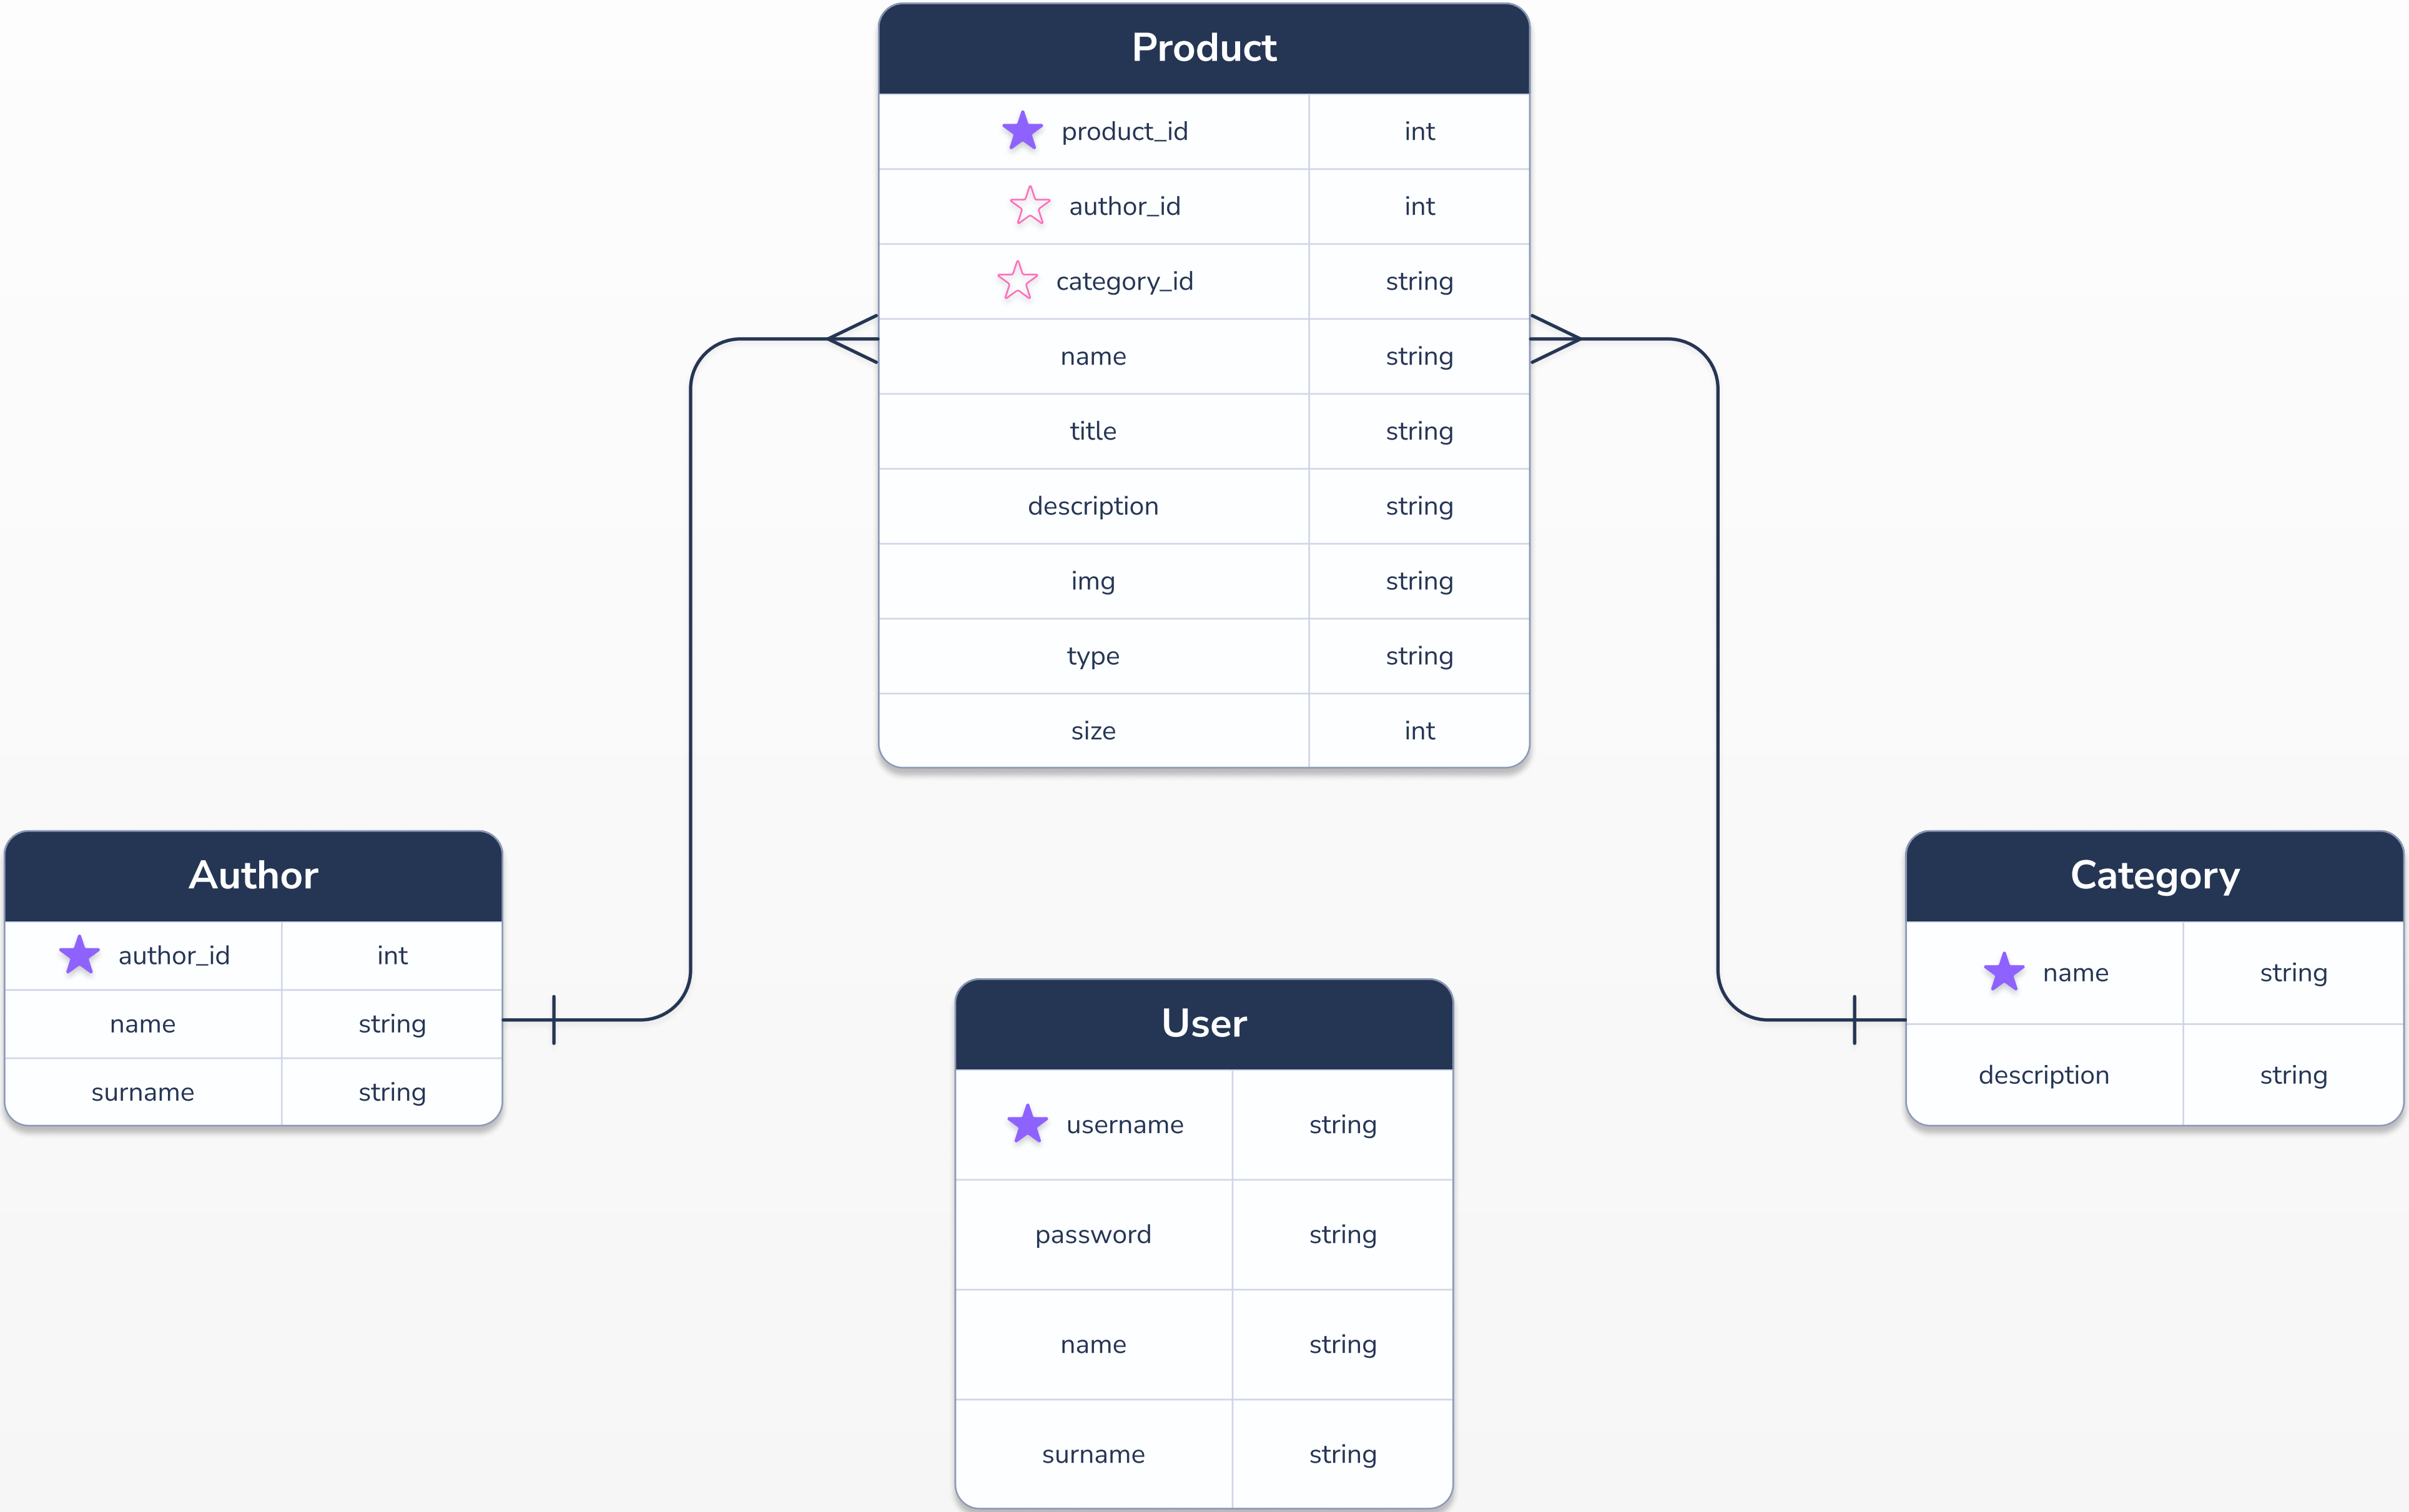 Product
product_id int
author_id int
category_id string
name string
title string
description string
img string
type string
size int
Author
author_id int
name string
surname string
Category
name string
description string
User
username string
password string
name string
surname string